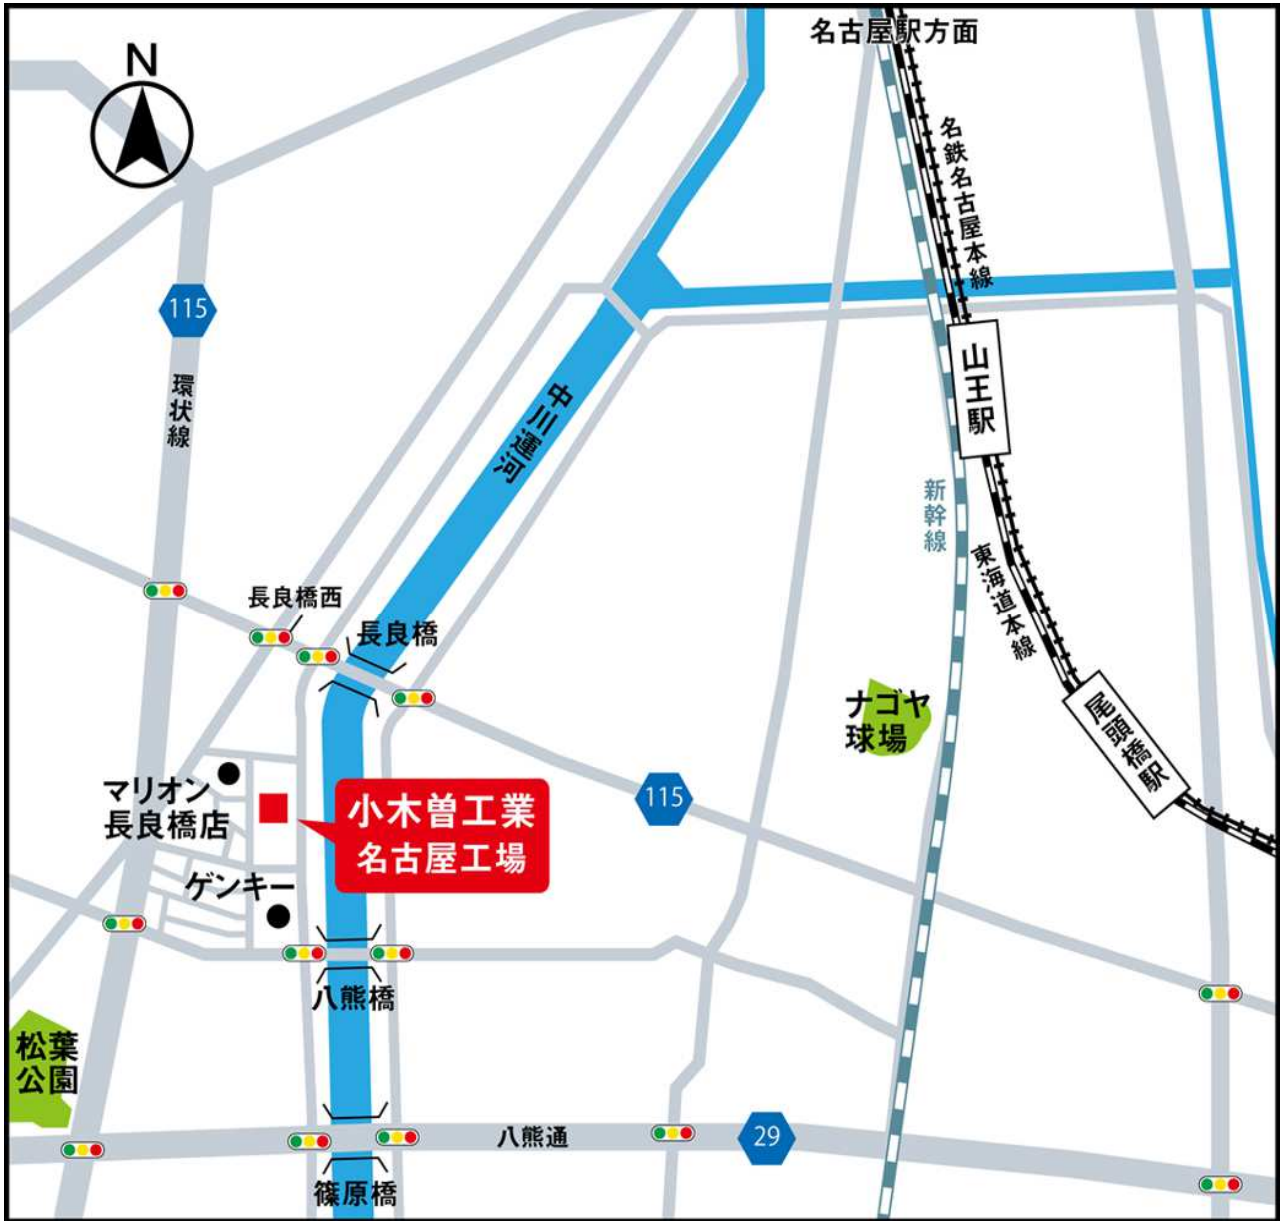 名古屋駅方面
N
名鉄名古屋本線
115
環状線
山王駅
中川運河
新幹線
東海道本線
長良橋西
長良橋
尾頭橋駅
ナゴヤ
球場
マリオン
長良橋店
小木曽工業
名古屋工場
115
ゲンキー
八熊橋
松葉
公園
八熊通
29
篠原橋